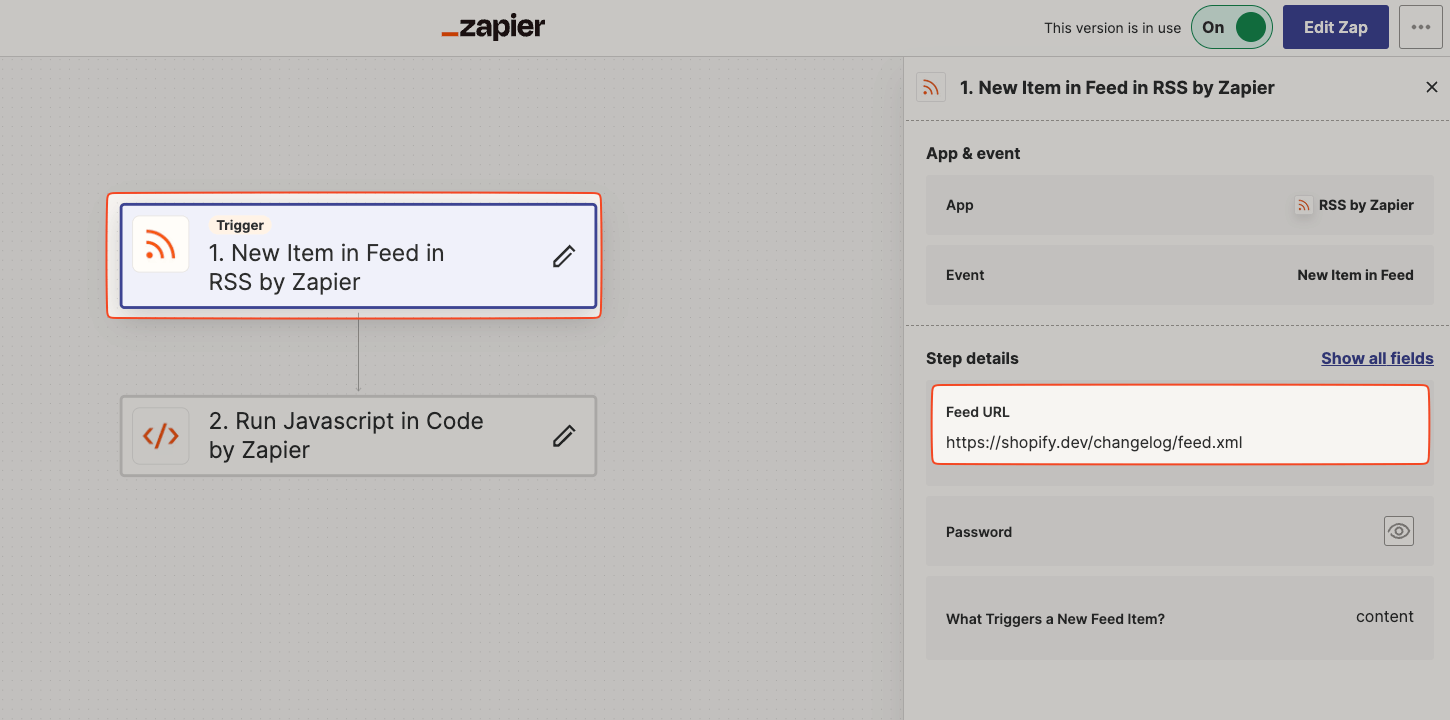 zapier
This version is in use
On
Edit Zap
1. New Item in Feed in RSS by Zapier
App & event
App
RSS by Zapier
Event
New Item in Feed
Step details
Show all fields
Feed URL
https://shopify.dev/changelog/feed.xml
Password
What Triggers a New Feed Item?
content
Trigger
1. New Item in Feed in
RSS by Zapier
2. Run Javascript in Code
by Zapier